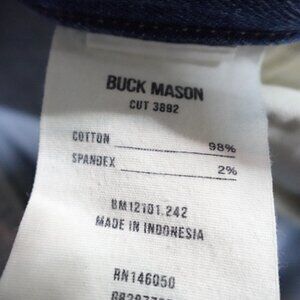 BUCK MASON
CUT 3892
COTTON 98%
SPANDEX 2%
BM12101.242
MADE IN INDONESIA
RN146050